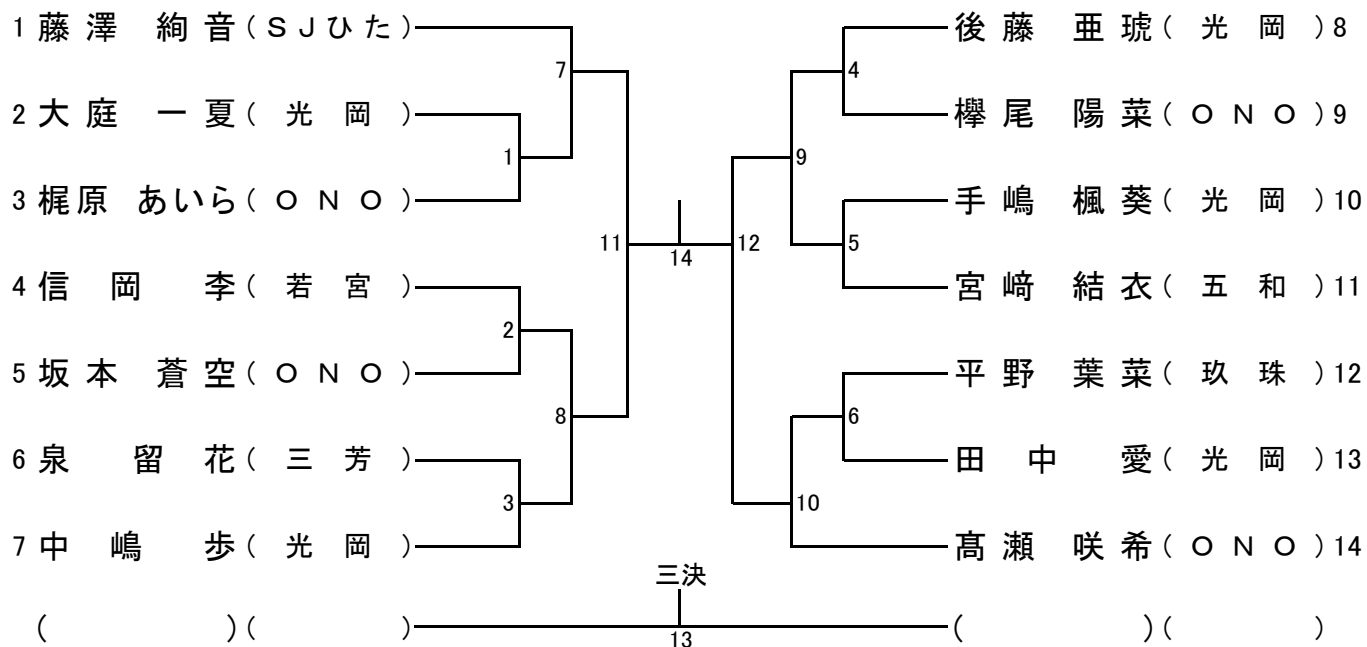 1 藤澤 絢音 (SJひた) 後藤 亜琥 (光岡) 8
7 4
2 大庭 一夏 (光岡) 欅尾 陽菜 (ONO) 9
1 9
3 梶原 あいら (ONO) 手嶋 楓葵 (光岡) 10
11 14 12 5
4 信岡 李 (若宮) 宮﨑 結衣 (五和) 11
2
5 坂本 蒼空 (ONO) 平野 葉菜 (玖珠) 12
8 6
6 泉 留花 (三芳) 田中 愛 (光岡) 13
3 10
7 中嶋 歩 (光岡) 髙瀬 咲希 (ONO) 14
三決
( ) ( ) ( ) ( )
13